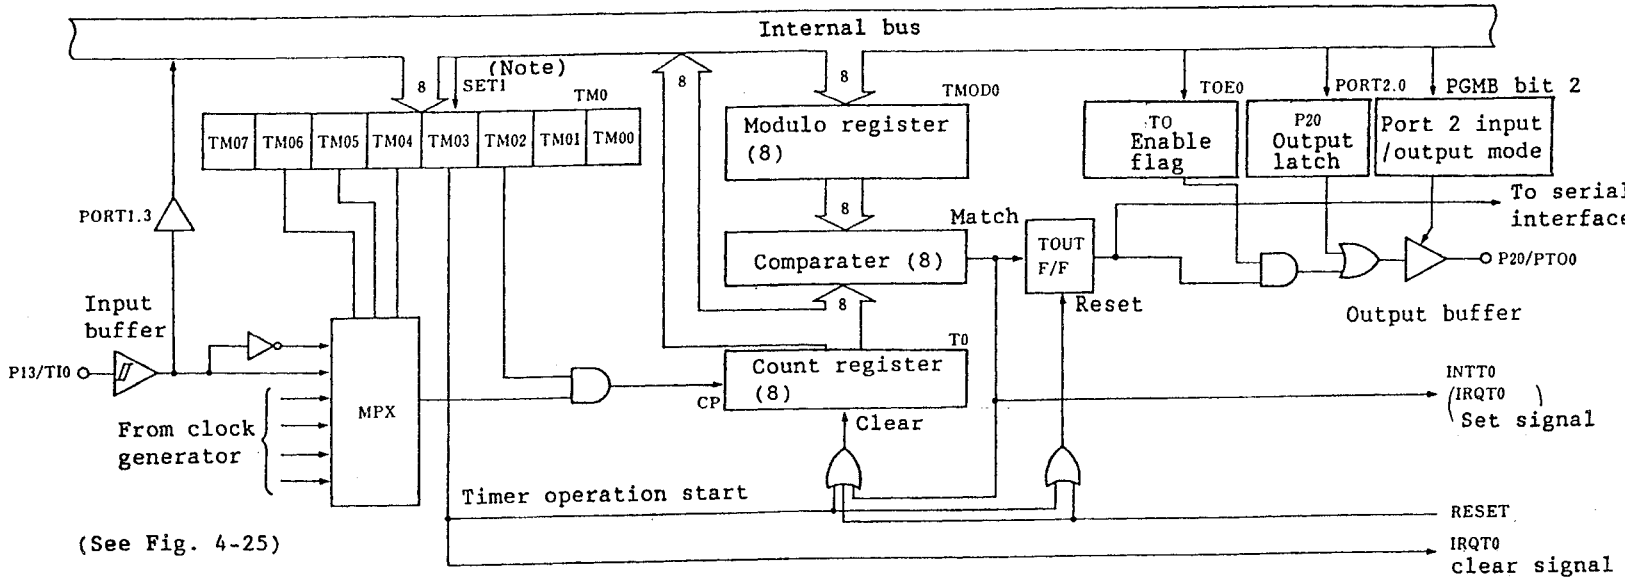 Internal bus
(Note)
8
SET1
8
8
TM0
TMOD0
TOE0
PORT2.0
PGMB bit 2
TM07 TM06 TM05 TM04 TM03 TM02 TM01 TM00
Modulo register
(8)
TO
Enable
flag
P20
Output
latch
Port 2 input
/output mode
8
PORT1.3
Match
To serial
interface
Comparater (8)
TOUT
F/F
P20/PTO0
8
Reset
Input
buffer
Output buffer
T0
P13/TI0
Count register
(8)
CP
MPX
INTT0
(IRQT0)
Set signal
Clear
From clock
generator
Timer operation start
RESET
(See Fig. 4-25)
IRQT0
clear signal